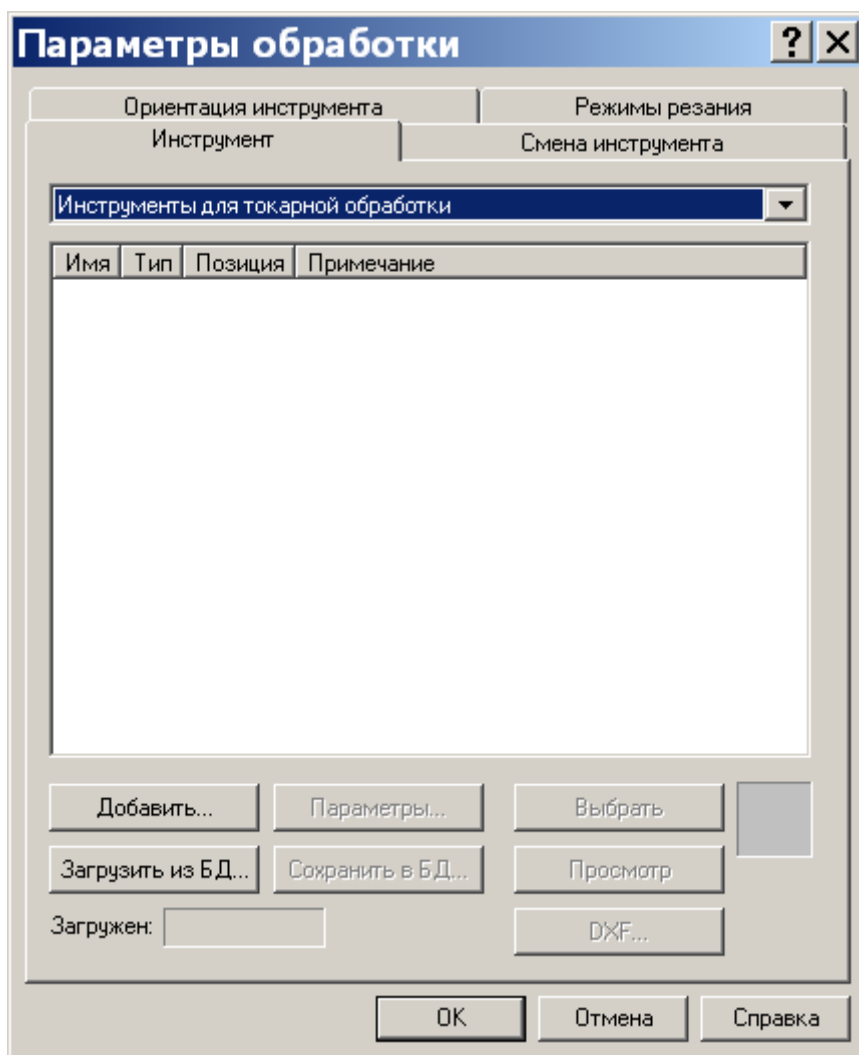 Параметры обработки
Ориентация инструмента Режимы резания
Инструмент Смена инструмента
Инструменты для токарной обработки
Имя Тип Позиция Примечание
Добавить... Параметры... Выбрать
Загрузить из БД... Сохранить в БД... Просмотр
Загружен: DXF...
OK Отмена Справка